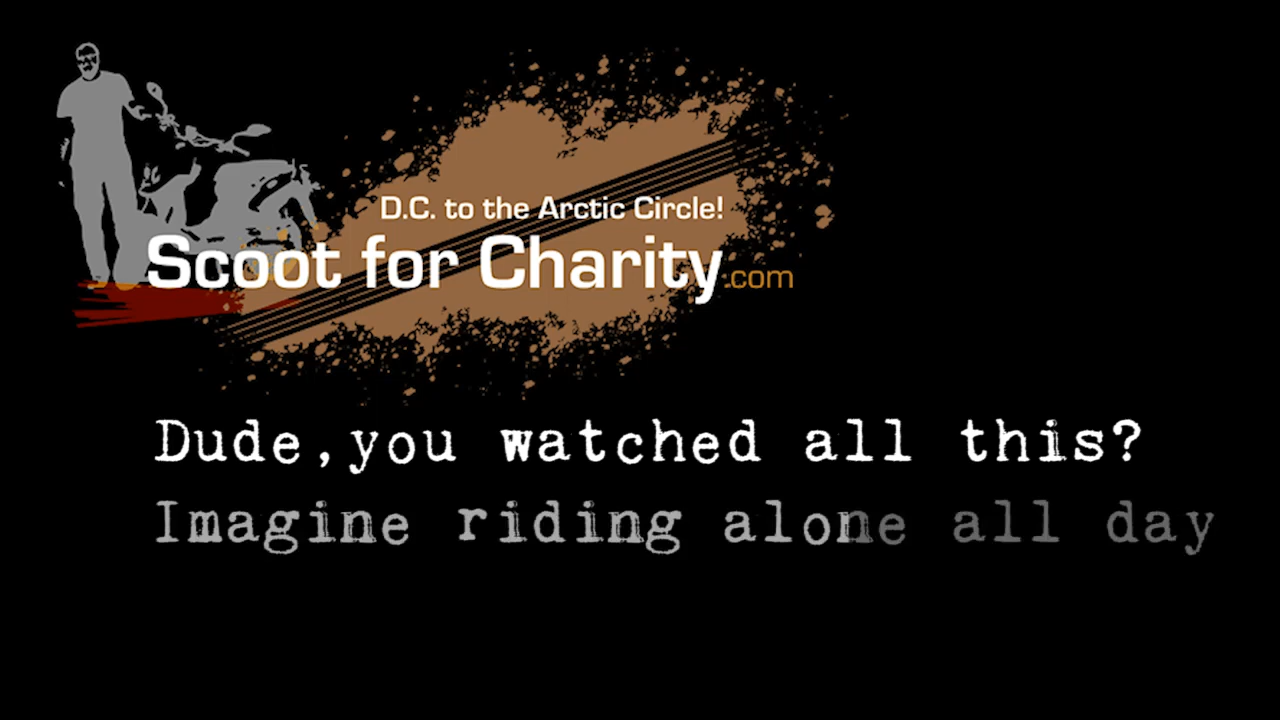 D.C. to the Arctic Circle!
Scoot for Charity.com
Dude,you watched all this?
Imagine riding alone all day